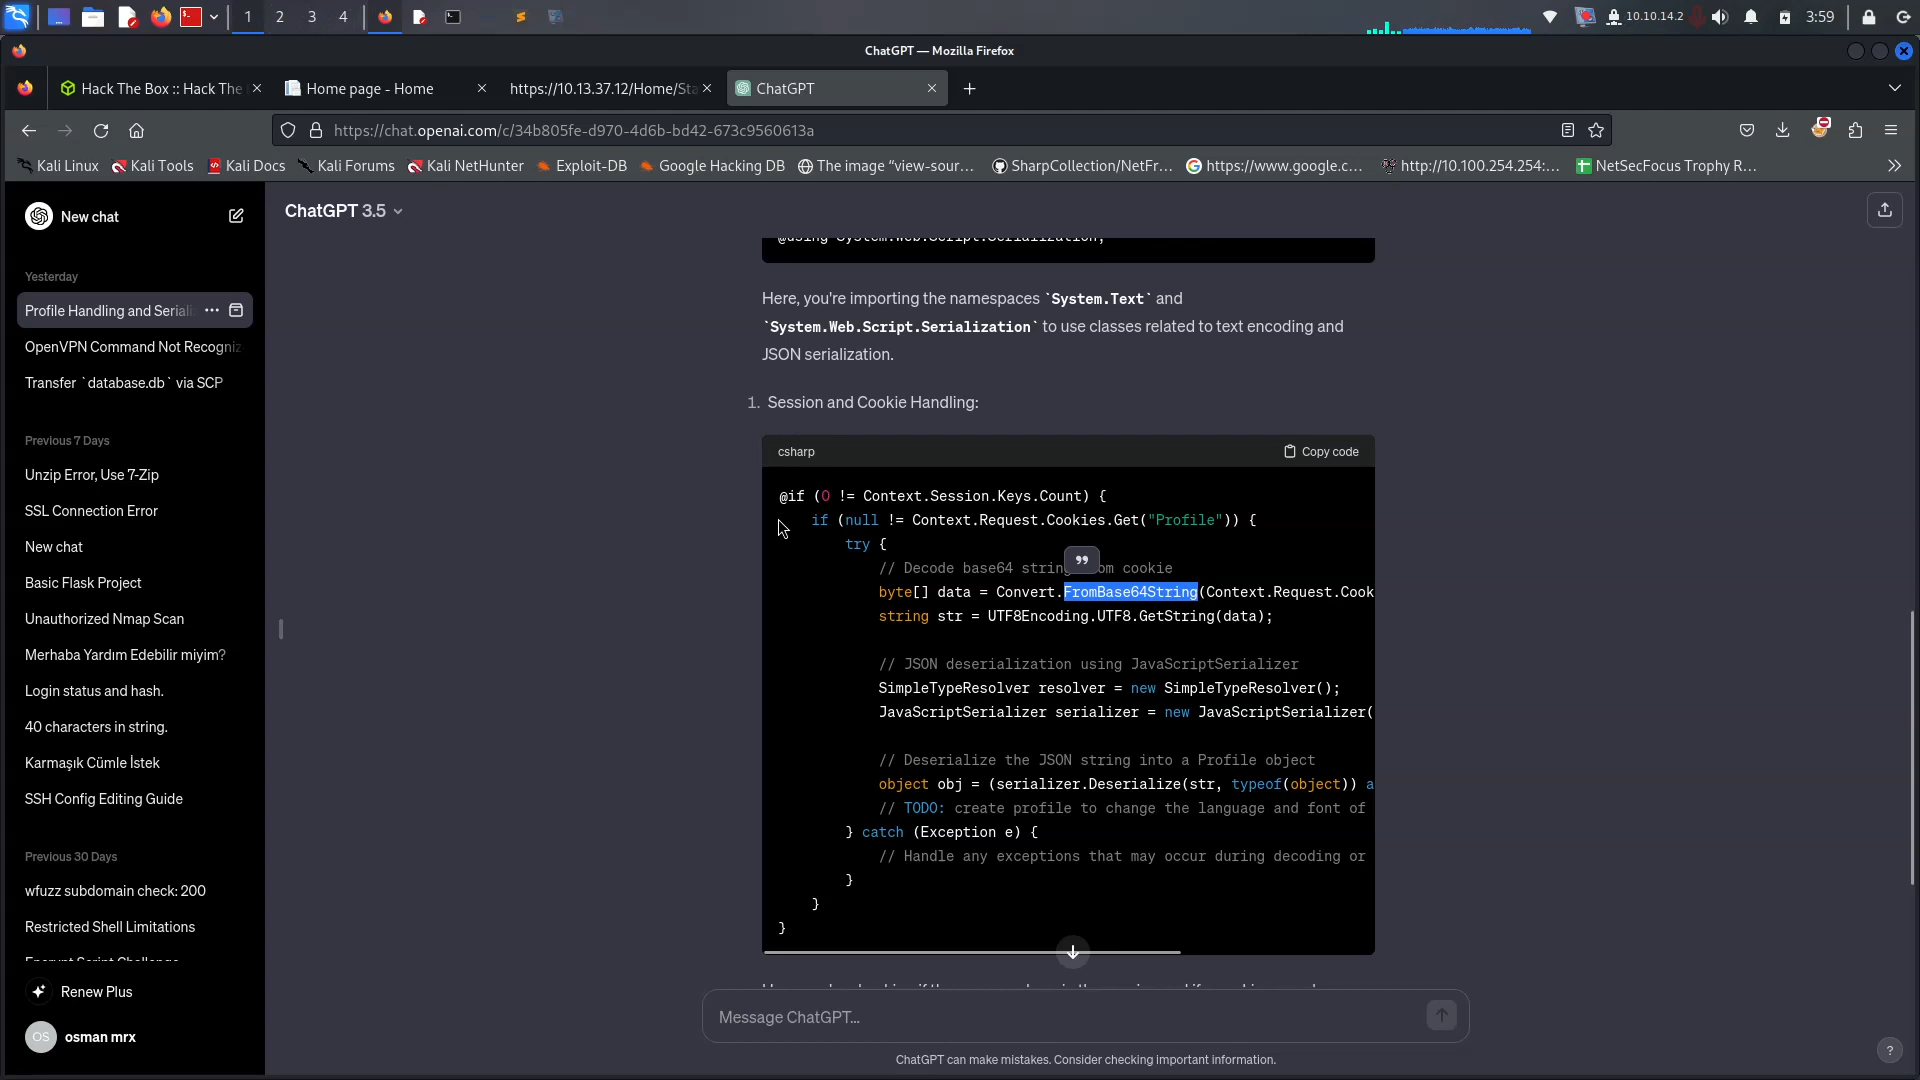 1 2 3 4 10.10.14.2 3:59
ChatGPT — Mozilla Firefox
Hack The Box :: Hack The
Home page - Home
https://10.13.37.12/Home/Sta
ChatGPT
https://chat.openai.com/c/34b805fe-d970-4d6b-bd42-673c9560613a
Kali Linux Kali Tools Kali Docs Kali Forums Kali NetHunter Exploit-DB Google Hacking DB The image “view-sour… SharpCollection/NetFr… https://www.google.c… http://10.100.254.254:… NetSecFocus Trophy R…
New chat
Yesterday
Profile Handling and Seriali
OpenVPN Command Not Recogniz
Transfer `database.db` via SCP
Previous 7 Days
Unzip Error, Use 7-Zip
SSL Connection Error
New chat
Basic Flask Project
Unauthorized Nmap Scan
Merhaba Yardım Edebilir miyim?
Login status and hash.
40 characters in string.
Karmaşık Cümle İstek
SSH Config Editing Guide
Previous 30 Days
wfuzz subdomain check: 200
Restricted Shell Limitations
Renew Plus
OS osman mrx
ChatGPT 3.5
@using System.Web.Script.Serialization;
Here, you're importing the namespaces `System.Text` and
`System.Web.Script.Serialization` to use classes related to text encoding and
JSON serialization.
1. Session and Cookie Handling:
csharp Copy code
@if (0 != Context.Session.Keys.Count) {
if (null != Context.Request.Cookies.Get("Profile")) {
try {
// Decode base64 string om cookie
byte[] data = Convert.FromBase64String(Context.Request.Cook
string str = UTF8Encoding.UTF8.GetString(data);
// JSON deserialization using JavaScriptSerializer
SimpleTypeResolver resolver = new SimpleTypeResolver();
JavaScriptSerializer serializer = new JavaScriptSerializer(
// Deserialize the JSON string into a Profile object
object obj = (serializer.Deserialize(str, typeof(object)) a
// TODO: create profile to change the language and font of
} catch (Exception e) {
// Handle any exceptions that may occur during decoding or
}
}
}
Message ChatGPT…
ChatGPT can make mistakes. Consider checking important information.
?